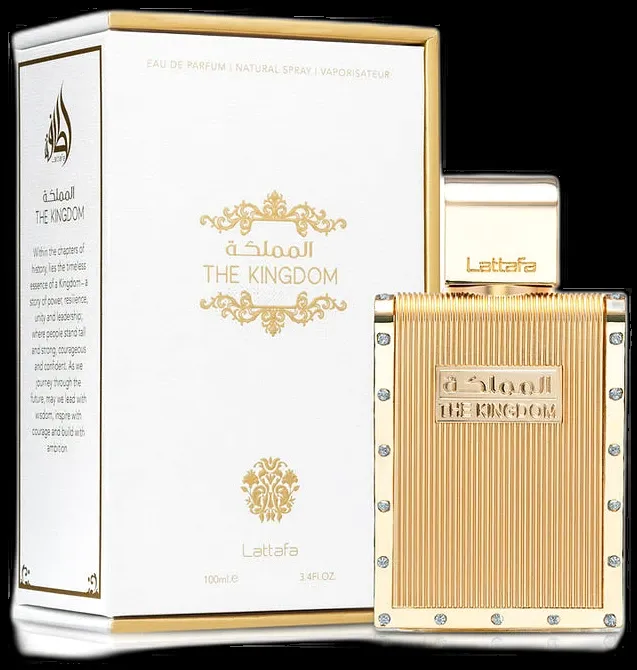 لطافة
Lattafa
المملكة
THE KINGDOM
Within the chapters of
history, lies the timeless
essence of a Kingdom–a
story of power, resilience,
unity and leadership,
where people stand tall
and strong, courageous
and confident. As we
journey through the
future, may we lead with
wisdom, inspire with
courage and build with
ambition.
EAU DE PARFUM | NATURAL SPRAY | VAPORISATEUR
المملكة
THE KINGDOM
Lattafa
100ml.e 3.4FL.OZ.
Lattafa
المملكة
THE KINGDOM